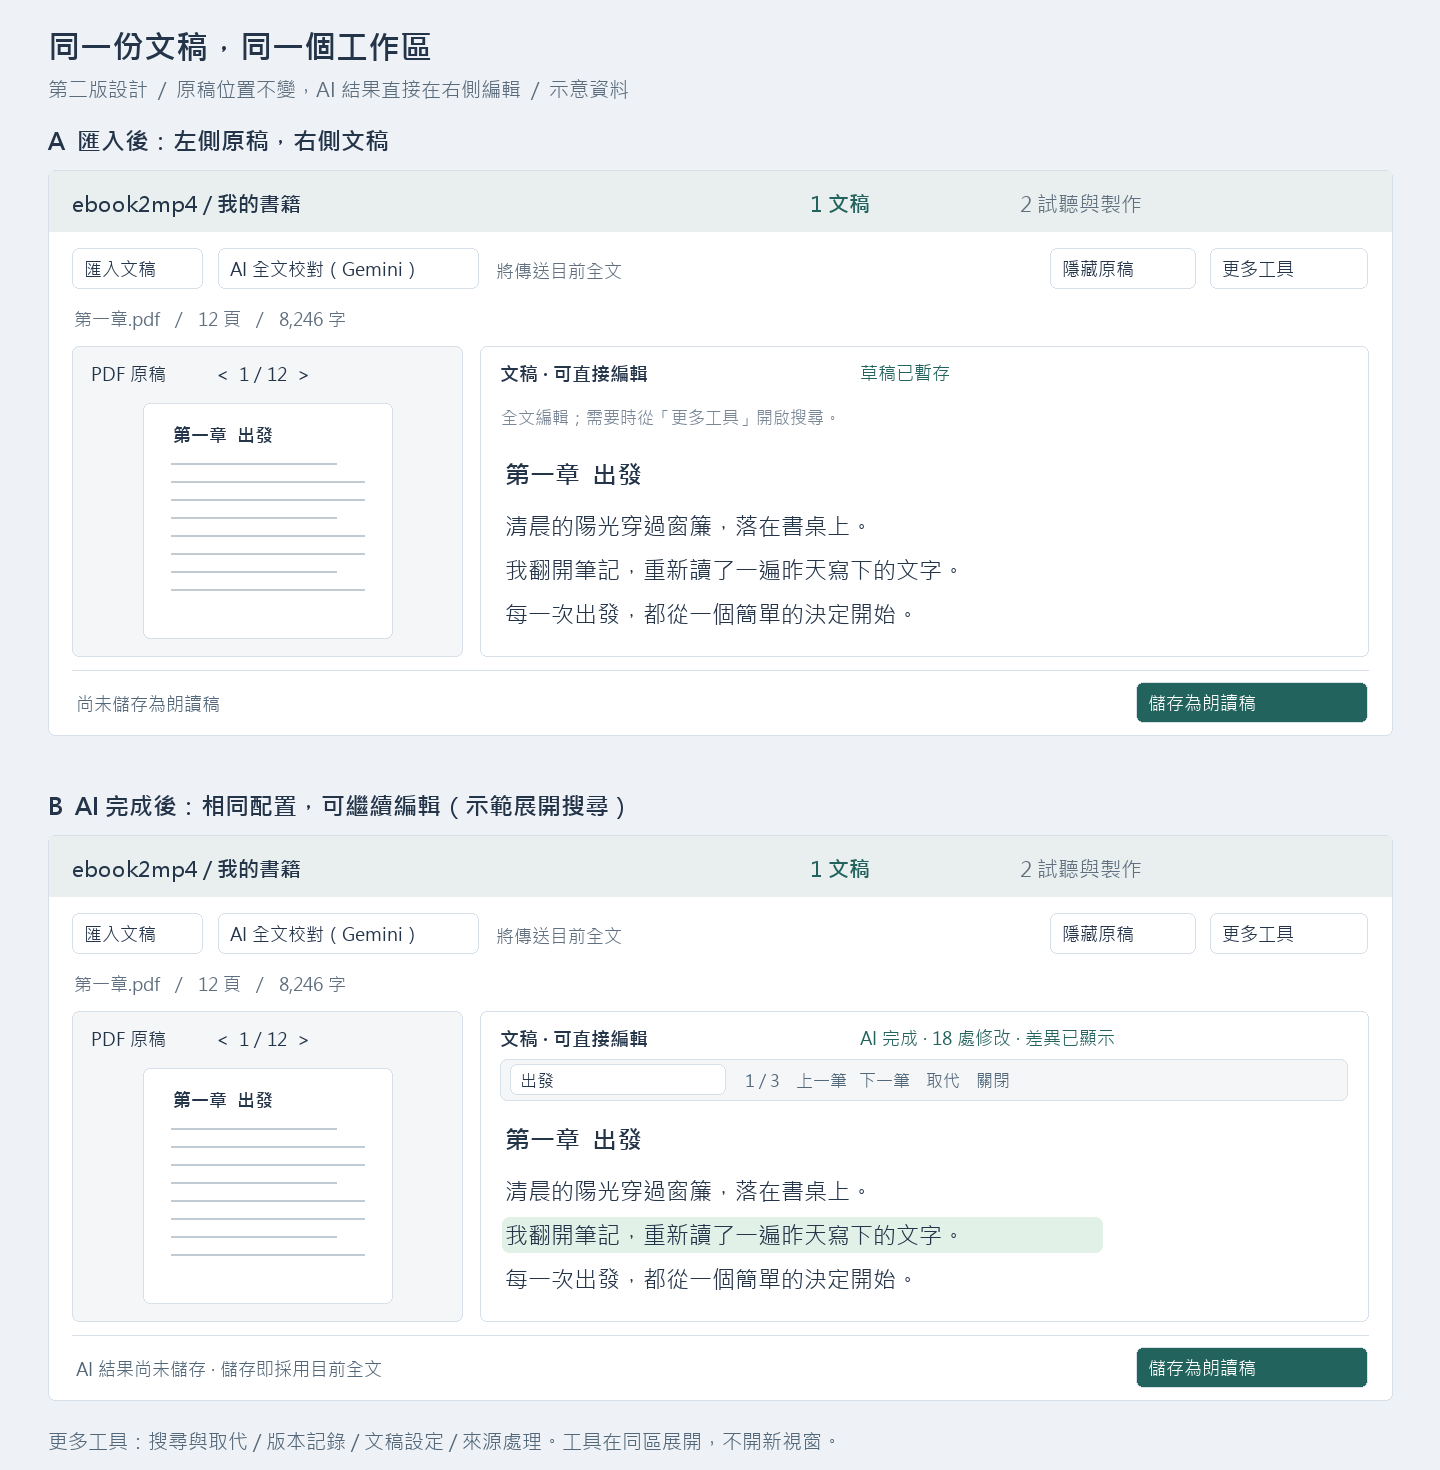 同一份文稿，同一個工作區
第二版設計 / 原稿位置不變，AI 結果直接在右側編輯 / 示意資料
A 匯入後：左側原稿，右側文稿
ebook2mp4 / 我的書籍 1 文稿 2 試聽與製作
匯入文稿 AI 全文校對（Gemini） 將傳送目前全文 隱藏原稿 更多工具
第一章.pdf / 12 頁 / 8,246 字
PDF 原稿 < 1 / 12 >
第一章 出發
文稿 · 可直接編輯 草稿已暫存
全文編輯；需要時從「更多工具」開啟搜尋。
第一章 出發
清晨的陽光穿過窗簾，落在書桌上。
我翻開筆記，重新讀了一遍昨天寫下的文字。
每一次出發，都從一個簡單的決定開始。
尚未儲存為朗讀稿 儲存為朗讀稿
B AI 完成後：相同配置，可繼續編輯（示範展開搜尋）
ebook2mp4 / 我的書籍 1 文稿 2 試聽與製作
匯入文稿 AI 全文校對（Gemini） 將傳送目前全文 隱藏原稿 更多工具
第一章.pdf / 12 頁 / 8,246 字
PDF 原稿 < 1 / 12 >
第一章 出發
文稿 · 可直接編輯 AI 完成 · 18 處修改 · 差異已顯示
出發 1 / 3 上一筆 下一筆 取代 關閉
第一章 出發
清晨的陽光穿過窗簾，落在書桌上。
我翻開筆記，重新讀了一遍昨天寫下的文字。
每一次出發，都從一個簡單的決定開始。
AI 結果尚未儲存 · 儲存即採用目前全文 儲存為朗讀稿
更多工具：搜尋與取代 / 版本記錄 / 文稿設定 / 來源處理。工具在同區展開，不開新視窗。